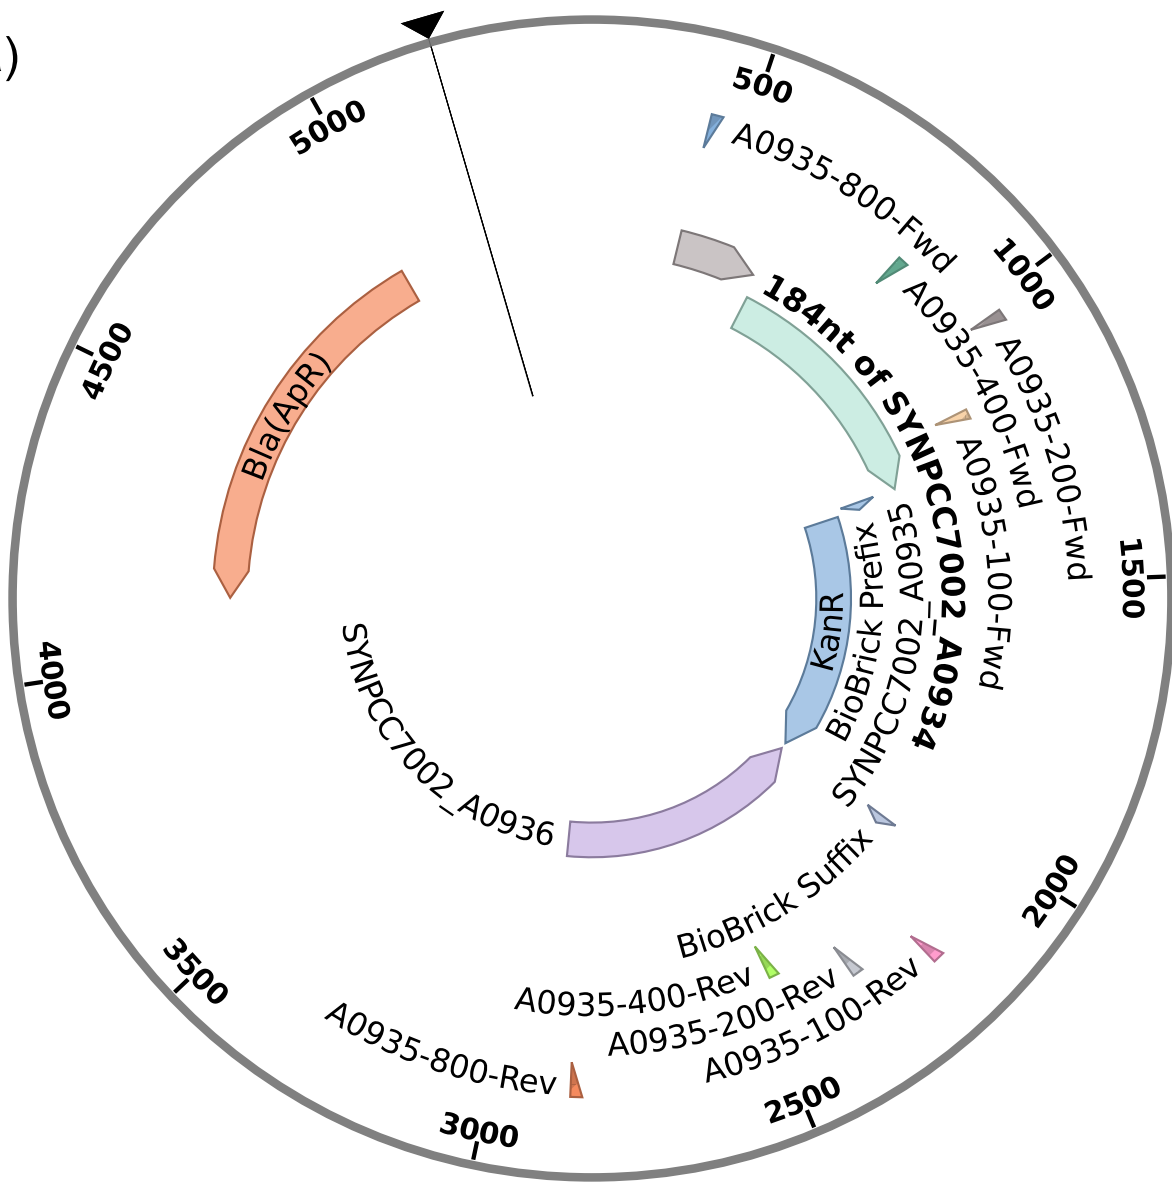 )
500
1000
1500
2000
2500
3000
3500
4000
4500
5000
A0935-800-Fwd
A0935-400-Fwd
A0935-200-Fwd
A0935-100-Fwd
184nt of SYNPCC7002_A0934
SYNPCC7002_A0935
BioBrick Prefix
KanR
BioBrick Suffix
A0935-100-Rev
A0935-200-Rev
A0935-400-Rev
A0935-800-Rev
SYNPCC7002_A0936
Bla(ApR)